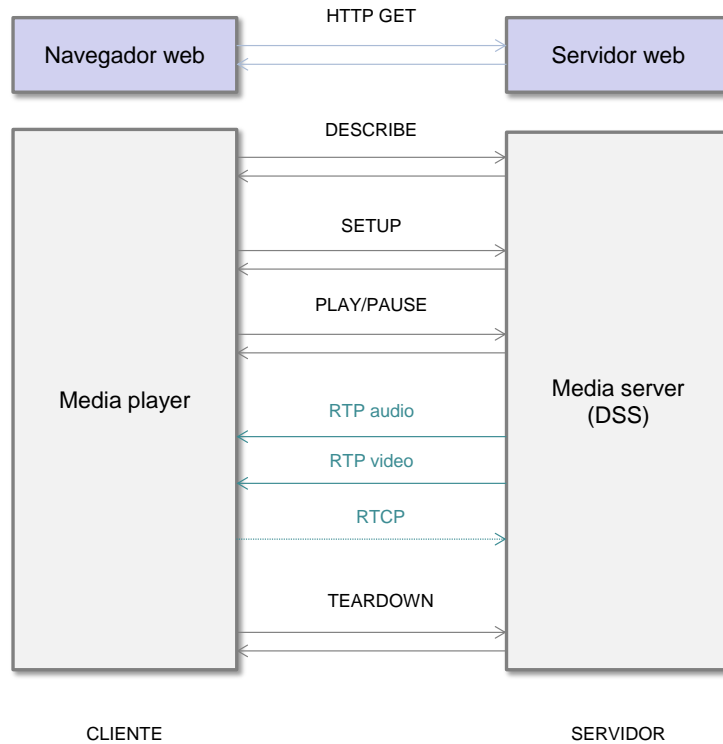 HTTP GET
Navegador web
Servidor web
DESCRIBE
SETUP
PLAY/PAUSE
Media player
Media server
(DSS)
RTP audio
RTP video
RTCP
TEARDOWN
CLIENTE
SERVIDOR